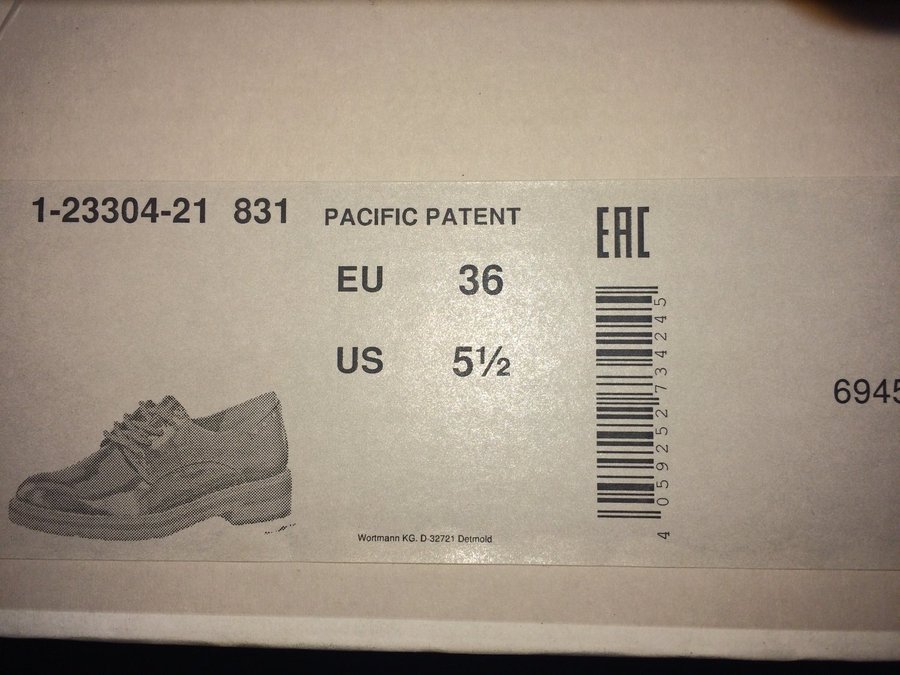 1-23304-21 831 PACIFIC PATENT
EAC
EU 36
US 5½
4 059252 734245
6945
Wortmann KG. D-32721 Detmold